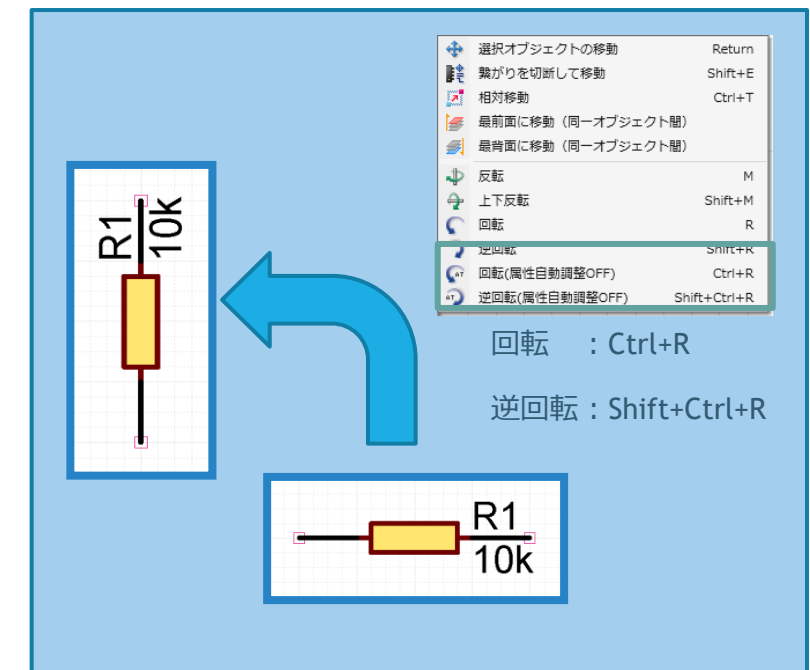 選択オブジェクトの移動 Return
繋がりを切断して移動 Shift+E
相対移動 Ctrl+T
最前面に移動（同一オブジェクト間）
最背面に移動（同一オブジェクト間）
反転 M
上下反転 Shift+M
回転 R
逆回転 Shift+R
回転(属性自動調整OFF) Ctrl+R
逆回転(属性自動調整OFF) Shift+Ctrl+R
回転 ：Ctrl+R
逆回転：Shift+Ctrl+R
R1
10k
R1
10k